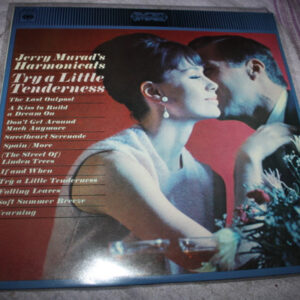 Jerry Murad's
Harmonicats
Try a Little
Tenderness
The Last Outpost
A Kiss to Build
a Dream On
Don't Get Around
Much Anymore
Sweetheart Serenade
Spain/More
(The Street Of)
Linden Trees
If and When
Try a Little Tenderness
Falling Leaves
Soft Summer Breeze
Yearning